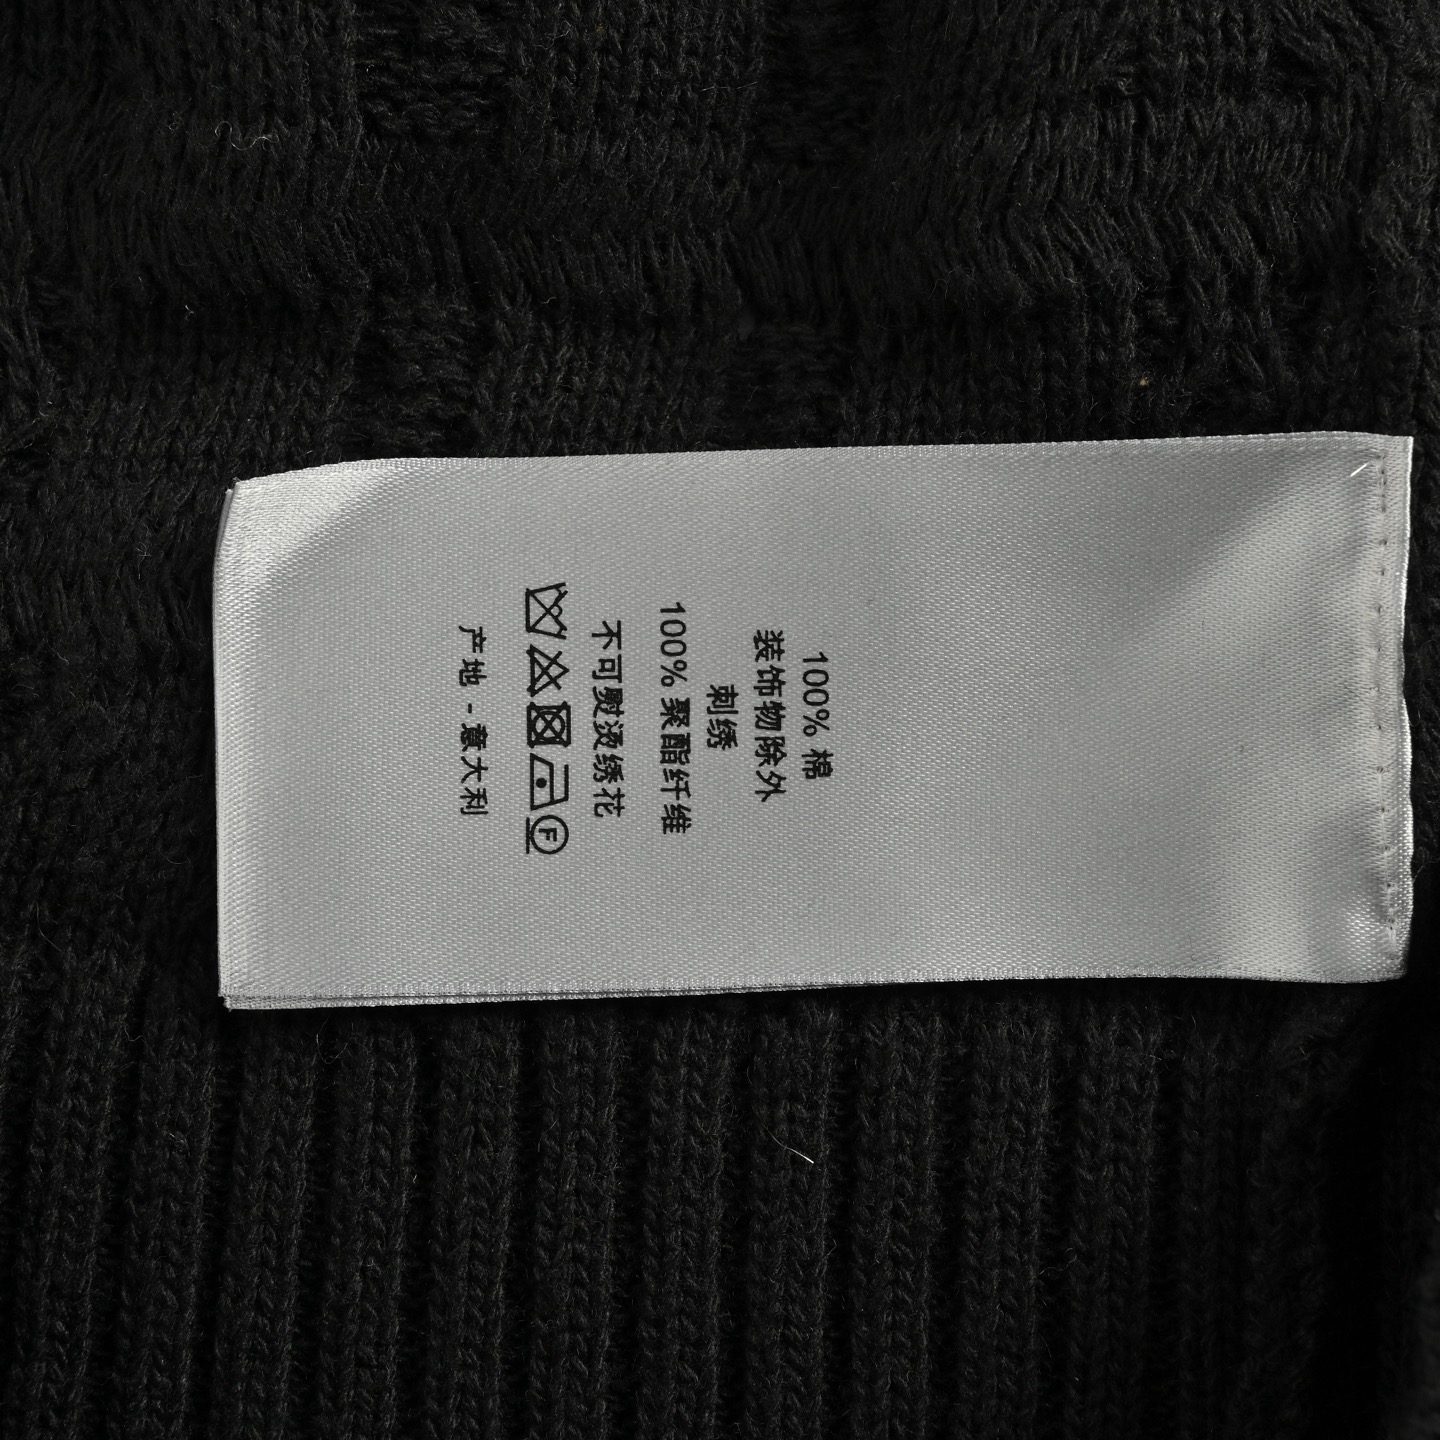 100% 棉
装饰物除外
刺绣
100% 聚酯纤维
不可熨烫绣花
F
产地 - 意大利